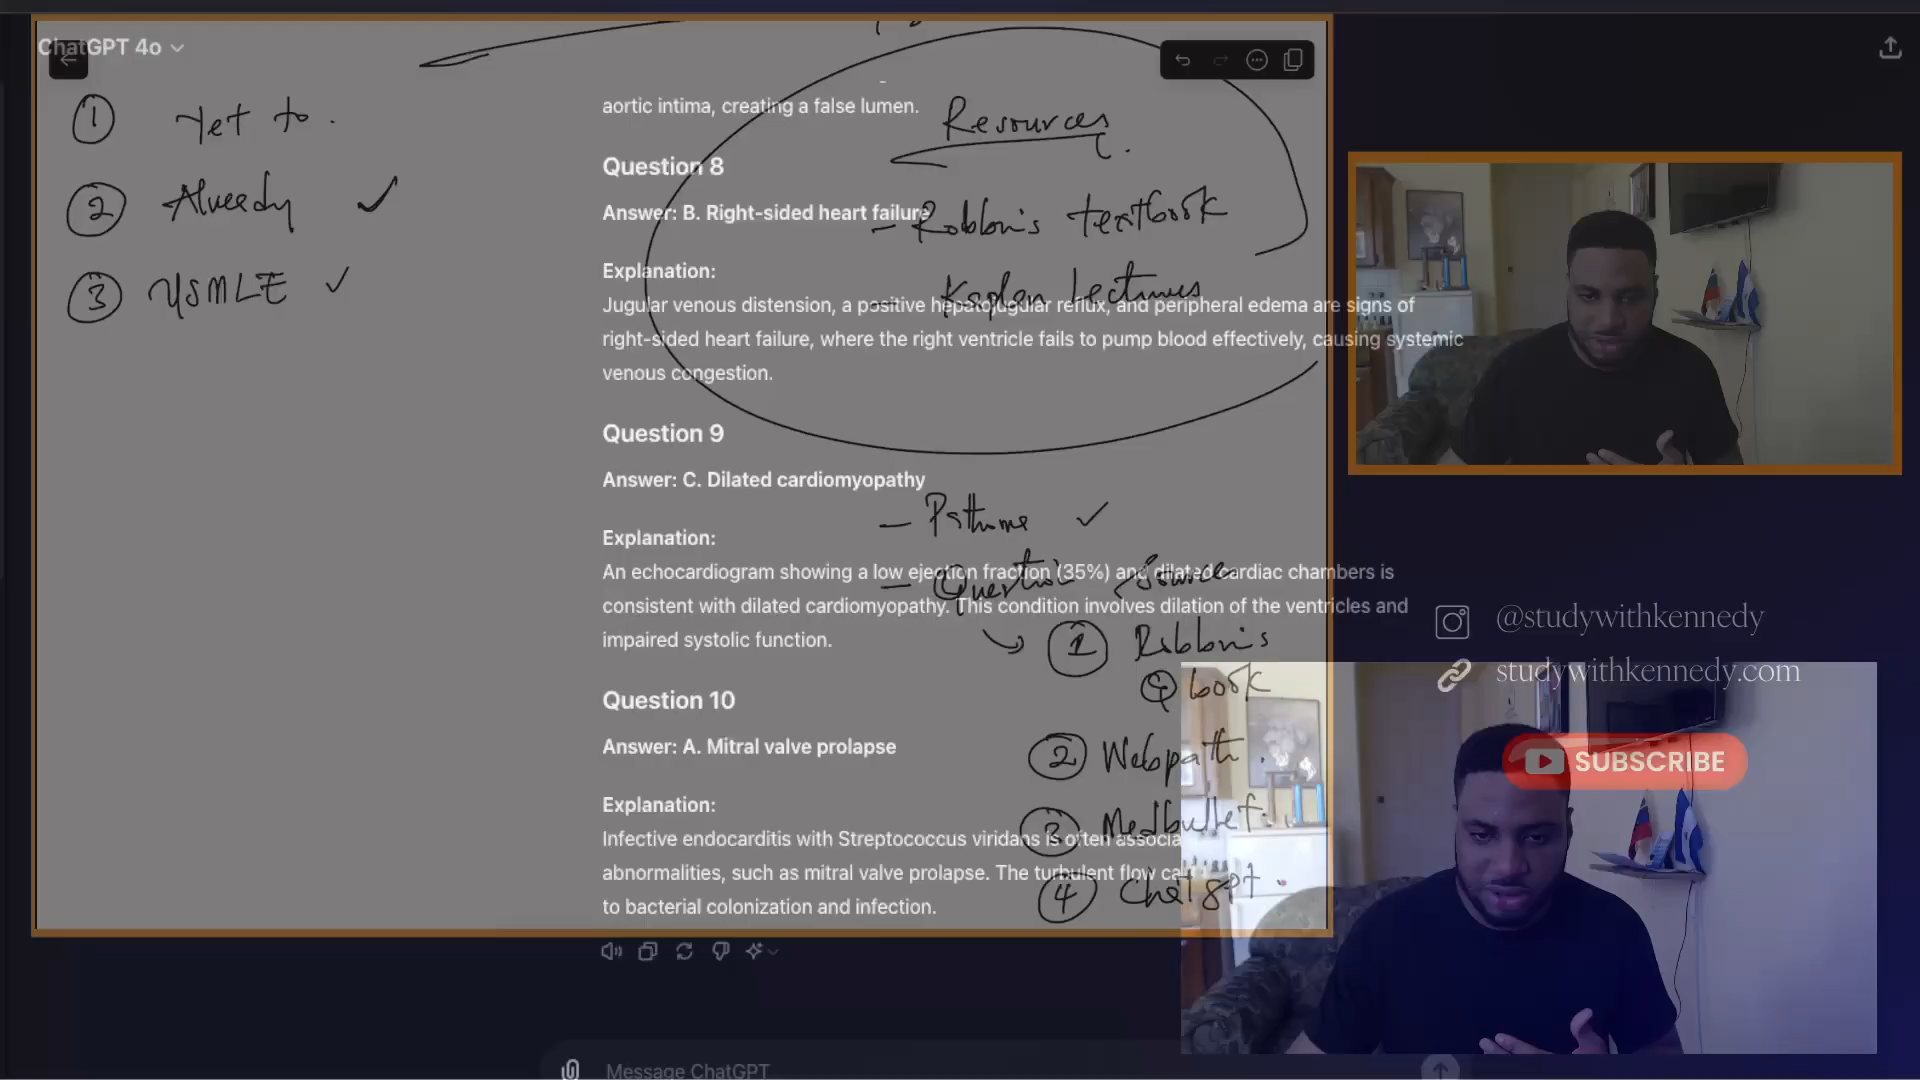 ChatGPT 4o
① Yet to.
② Already ✓
③ USMLE ✓
aortic intima, creating a false lumen.
Resources
Question 8
Answer: B. Right-sided heart failure
– Robbin's textbook
Explanation:
– Kaplan Lectures
Jugular venous distension, a positive hepatojugular reflux, and peripheral edema are signs of
right-sided heart failure, where the right ventricle fails to pump blood effectively, causing systemic
venous congestion.
Question 9
Answer: C. Dilated cardiomyopathy
– Pathoma ✓
Explanation:
An echocardiogram showing a low ejection fraction (35%) and dilated cardiac chambers is
– Question Source
consistent with dilated cardiomyopathy. This condition involves dilation of the ventricles and
impaired systolic function.
① Robbin's
Q book
Question 10
Answer: A. Mitral valve prolapse
② Webpath.
Explanation:
③ Medbullet.
Infective endocarditis with Streptococcus viridans is often associa
abnormalities, such as mitral valve prolapse. The turbulent flow ca
④ Chatgpt.
to bacterial colonization and infection.
Message ChatGPT
@studywithkennedy
studywithkennedy.com
SUBSCRIBE